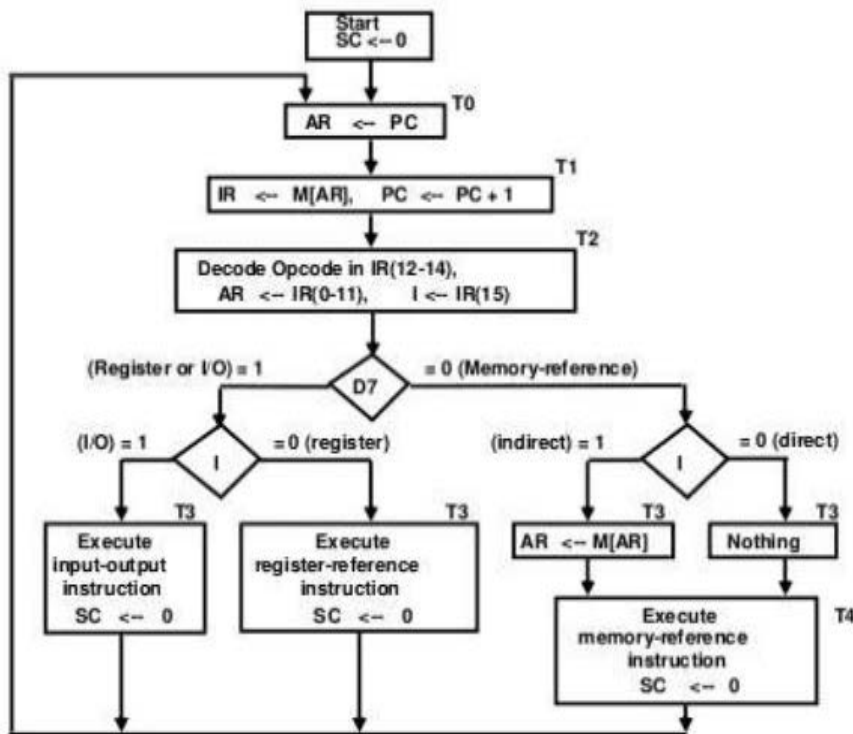 Start
SC <-- 0
T0
AR <-- PC
T1
IR <-- M[AR], PC <-- PC + 1
T2
Decode Opcode in IR(12-14),
AR <-- IR(0-11), I <-- IR(15)
(Register or I/O) = 1
D7
= 0 (Memory-reference)
(I/O) = 1
I
=0 (register)
(indirect) = 1
I
= 0 (direct)
T3
Execute
input-output
instruction
SC <-- 0
T3
Execute
register-reference
instruction
SC <-- 0
T3
AR <-- M[AR]
T3
Nothing
T4
Execute
memory-reference
instruction
SC <-- 0